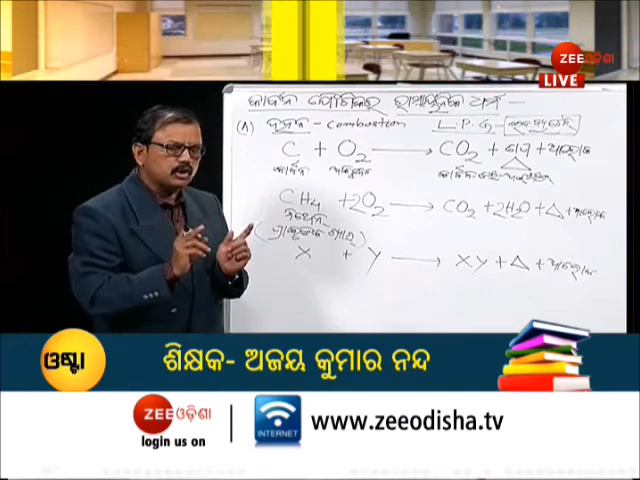 ZEE ଓଡ଼ିଶା
LIVE
କାର୍ବନ ଯୌଗିକର ରାସାୟନିକ ଧର୍ମ –
(୧) ଦହନ – Combustion L.P.G –
C + O₂ → CO₂ + ତାପ + ଆଲୋକ
କାର୍ବନ ଅମ୍ଳଜାନ △
CH₄ + 2O₂ → CO₂ + 2H₂O + △ + ଆଲୋକ
ମିଥେନ
(ପ୍ରାକୃତିକ ଗ୍ୟାସ)
X + Y → XY + △ + ଆଲୋକ
ଓଷ୍ଟା
ଶିକ୍ଷକ- ଅଜୟ କୁମାର ନନ୍ଦ
ZEE ଓଡ଼ିଶା
login us on
INTERNET
www.zeeodisha.tv